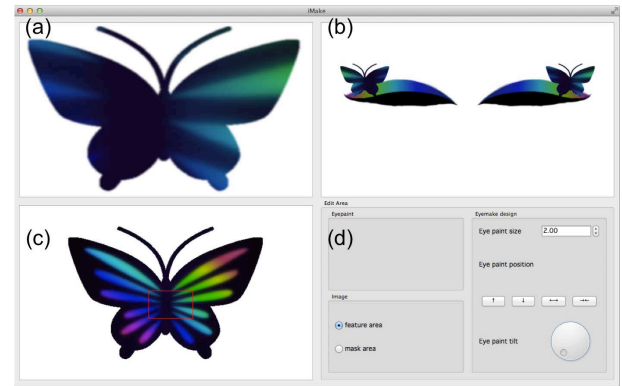 iMake
(a)
(b)
(c)
Edit Area
Eyepaint
(d)
Image
feature area
mask area
Eyemake design
Eye paint size
2.00
Eye paint position
↑ ↓ ←→ →←
Eye paint tilt